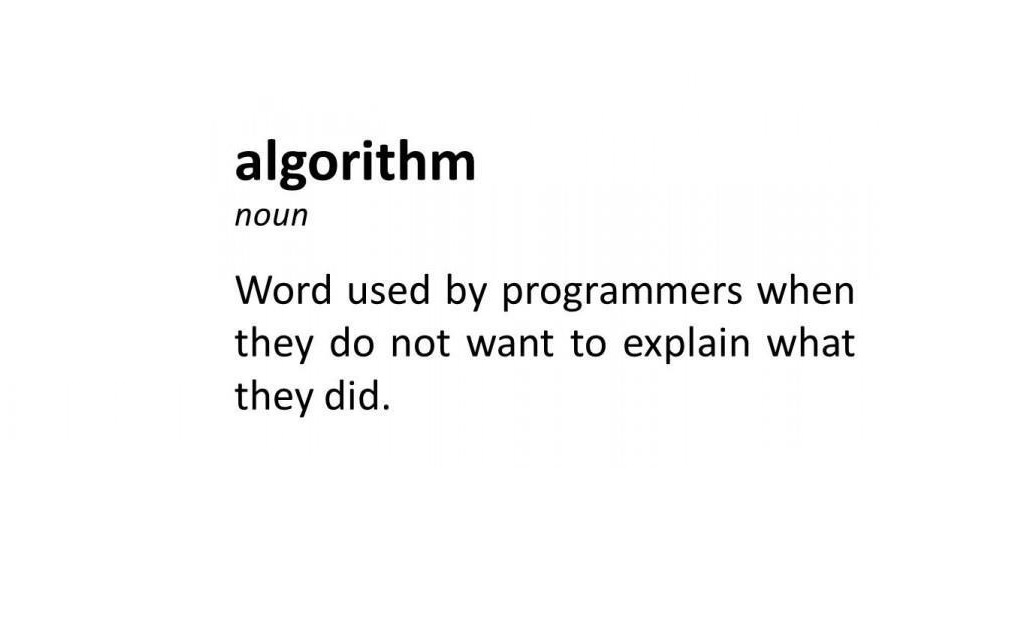 algorithm
noun
Word used by programmers when
they do not want to explain what
they did.